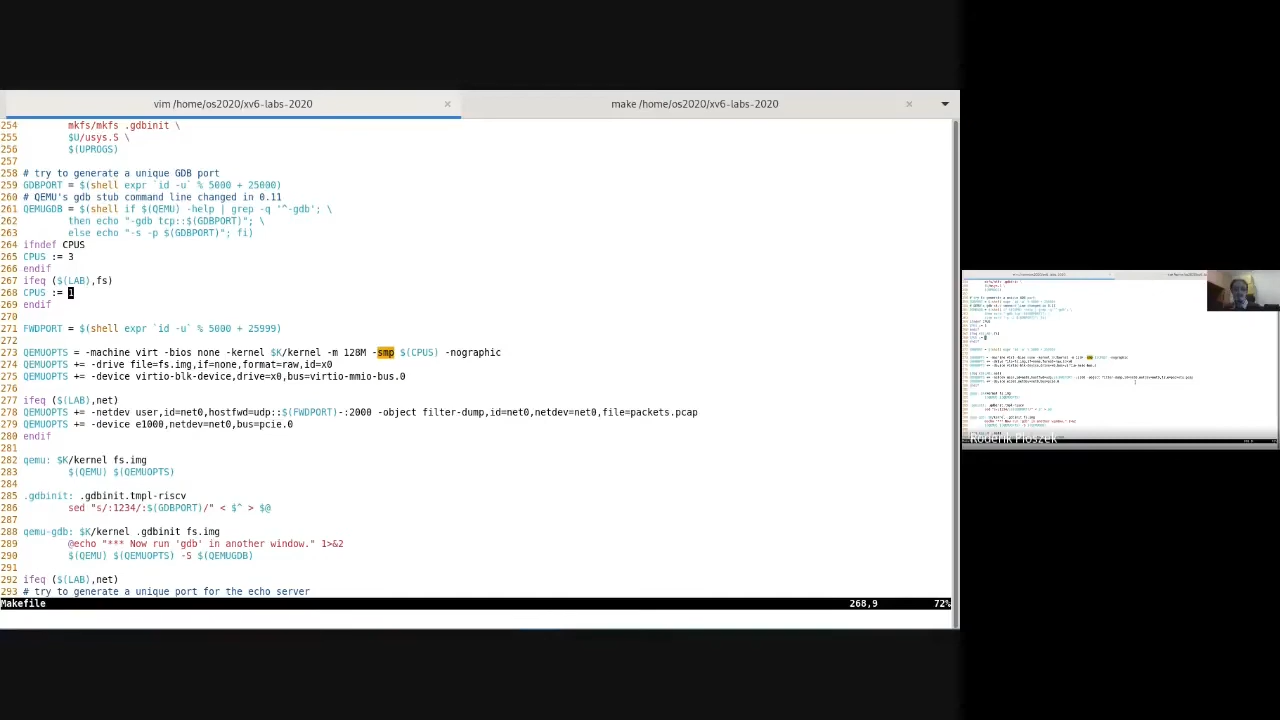 vim /home/os2020/xv6-labs-2020 × make /home/os2020/xv6-labs-2020 ×
254 mkfs/mkfs .gdbinit \
255 $U/usys.S \
256 $(UPROGS)
257
258 # try to generate a unique GDB port
259 GDBPORT = $(shell expr `id -u` % 5000 + 25000)
260 # QEMU's gdb stub command line changed in 0.11
261 QEMUGDB = $(shell if $(QEMU) -help | grep -q '^-gdb'; \
262 then echo "-gdb tcp::$(GDBPORT)"; \
263 else echo "-s -p $(GDBPORT)"; fi)
264 ifndef CPUS
265 CPUS := 3
266 endif
267 ifeq ($(LAB),fs)
268 CPUS := 1
269 endif
270
271 FWDPORT = $(shell expr `id -u` % 5000 + 25999)
272
273 QEMUOPTS = -machine virt -bios none -kernel $K/kernel -m 128M -smp $(CPUS) -nographic
274 QEMUOPTS += -drive file=fs.img,if=none,format=raw,id=x0
275 QEMUOPTS += -device virtio-blk-device,drive=x0,bus=virtio-mmio-bus.0
276
277 ifeq ($(LAB),net)
278 QEMUOPTS += -netdev user,id=net0,hostfwd=udp::$(FWDPORT)-:2000 -object filter-dump,id=net0,netdev=net0,file=packets.pcap
279 QEMUOPTS += -device e1000,netdev=net0,bus=pcie.0
280 endif
281
282 qemu: $K/kernel fs.img
283 $(QEMU) $(QEMUOPTS)
284
285 .gdbinit: .gdbinit.tmpl-riscv
286 sed "s/:1234/:$(GDBPORT)/" < $^ > $@
287
288 qemu-gdb: $K/kernel .gdbinit fs.img
289 @echo "*** Now run 'gdb' in another window." 1>&2
290 $(QEMU) $(QEMUOPTS) -S $(QEMUGDB)
291
292 ifeq ($(LAB),net)
293 # try to generate a unique port for the echo server
Makefile 268,9 72%
Roderik Ploszek